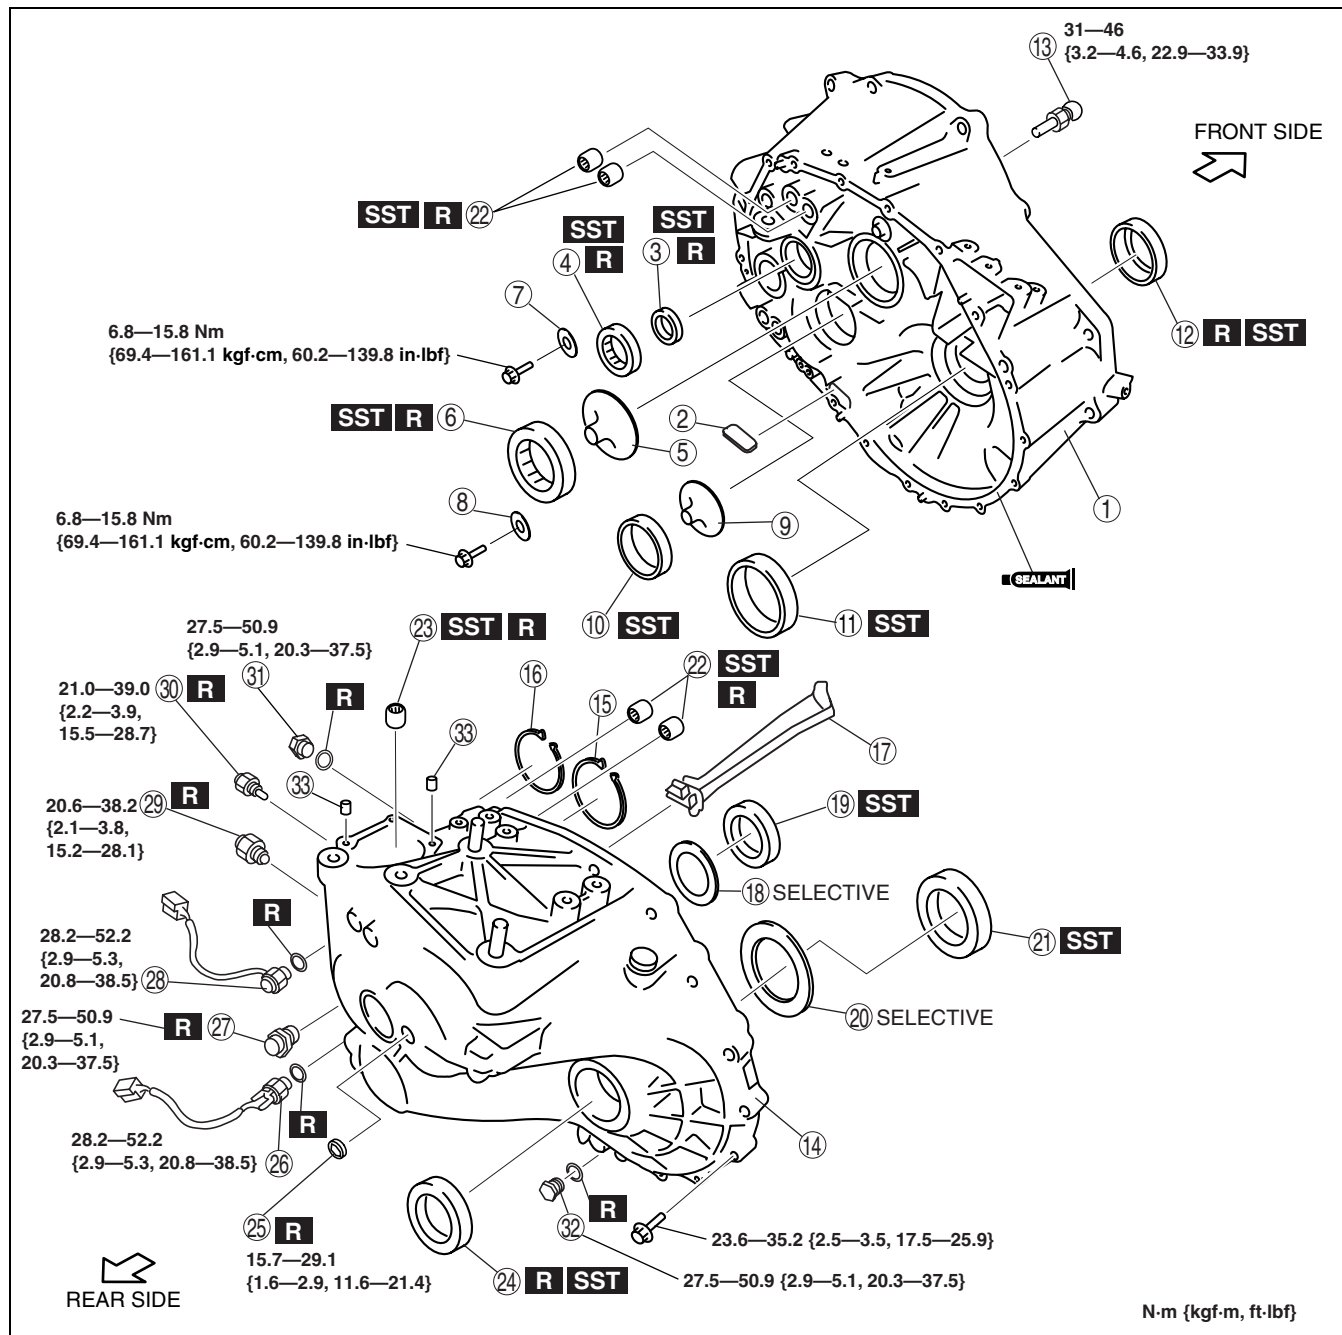 31—46
13 {3.2—4.6, 22.9—33.9}
FRONT SIDE
SST R 22
SST
R
4
SST
3 R
7
12 R SST
6.8—15.8 Nm
{69.4—161.1 kgf·cm, 60.2—139.8 in·lbf}
SST R 6
2
5
8
9
1
6.8—15.8 Nm
{69.4—161.1 kgf·cm, 60.2—139.8 in·lbf}
SEALANT
10 SST
11 SST
27.5—50.9
{2.9—5.1, 20.3—37.5}
31
R
23 SST R
16
15
22 SST
R
21.0—39.0 30 R
{2.2—3.9,
15.5—28.7}
33
33
17
20.6—38.2 29 R
{2.1—3.8,
15.2—28.1}
19 SST
18 SELECTIVE
R
28.2—52.2
{2.9—5.3,
20.8—38.5} 28
21 SST
20 SELECTIVE
27.5—50.9
{2.9—5.1,
20.3—37.5}
R 27
R
28.2—52.2
{2.9—5.3, 20.8—38.5} 26
14
25 R
15.7—29.1
{1.6—2.9, 11.6—21.4}
R
32
24 R SST
23.6—35.2 {2.5—3.5, 17.5—25.9}
27.5—50.9 {2.9—5.1, 20.3—37.5}
REAR SIDE
N·m {kgf·m, ft·lbf}